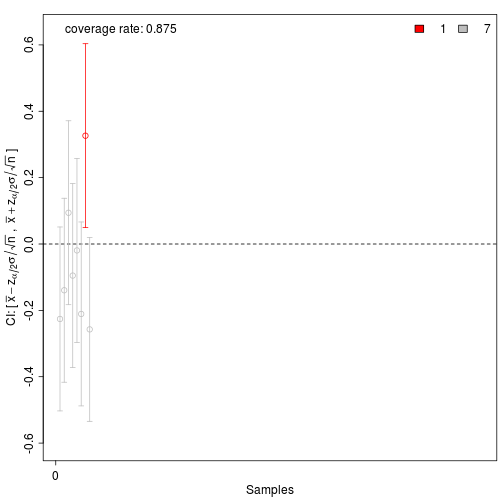 coverage rate: 0.875 1 7
0.6
0.4
0.2
0.0
-0.2
-0.4
-0.6
CI: [ x̄ − zα/2σ/√n , x̄ + zα/2σ/√n ]
0
Samples